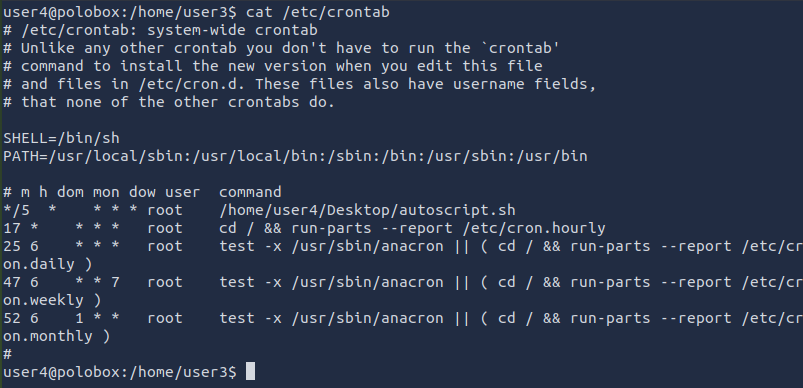 user4@polobox:/home/user3$ cat /etc/crontab
# /etc/crontab: system-wide crontab
# Unlike any other crontab you don't have to run the `crontab'
# command to install the new version when you edit this file
# and files in /etc/cron.d. These files also have username fields,
# that none of the other crontabs do.

SHELL=/bin/sh
PATH=/usr/local/sbin:/usr/local/bin:/sbin:/bin:/usr/sbin:/usr/bin

# m h dom mon dow user  command
*/5  *    * * * root    /home/user4/Desktop/autoscript.sh
17 *    * * *   root    cd / && run-parts --report /etc/cron.hourly
25 6    * * *   root    test -x /usr/sbin/anacron || ( cd / && run-parts --report /etc/cr
on.daily )
47 6    * * 7   root    test -x /usr/sbin/anacron || ( cd / && run-parts --report /etc/cr
on.weekly )
52 6    1 * *   root    test -x /usr/sbin/anacron || ( cd / && run-parts --report /etc/cr
on.monthly )
#
user4@polobox:/home/user3$